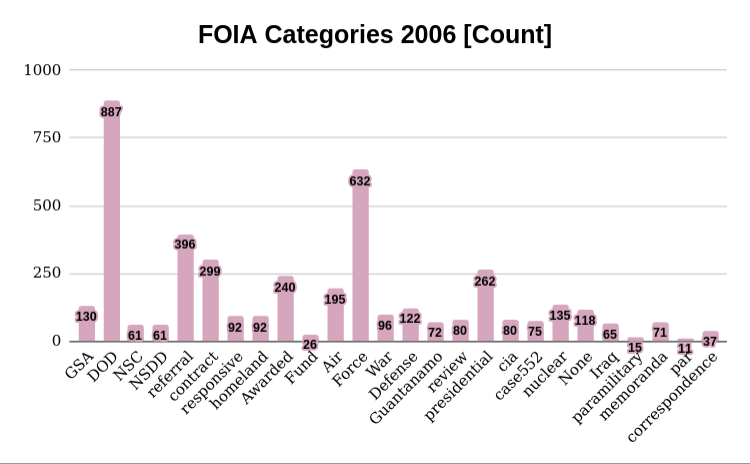 FOIA Categories 2006 [Count]
1000
750
500
250
0
130
887
61
61
396
299
92
92
240
26
195
632
96
122
72
80
262
80
75
135
118
65
15
71
11
37
GSA
DOD
NSC
NSDD
referral
contract
responsive
homeland
Awarded
Fund
Air
Force
War
Defense
Guantanamo
review
presidential
cia
case552
nuclear
None
Iraq
paramilitary
memoranda
correspondence